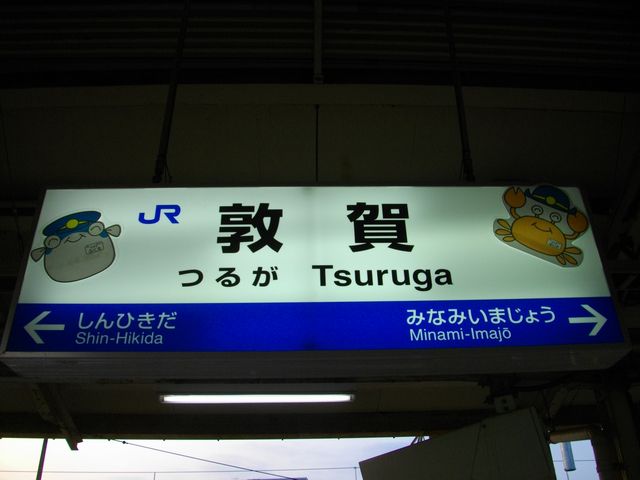 JR 敦賀
つるが Tsuruga
しんひきだ みなみいまじょう
Shin-Hikida Minami-Imajō